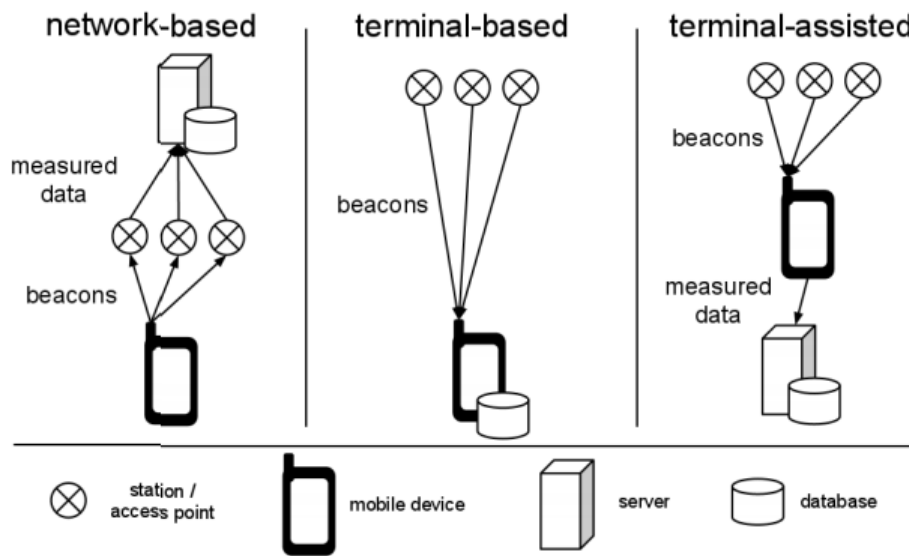 network-based
terminal-based
terminal-assisted
measured
data
beacons
beacons
beacons
measured
data
station /
access point
mobile device
server
database